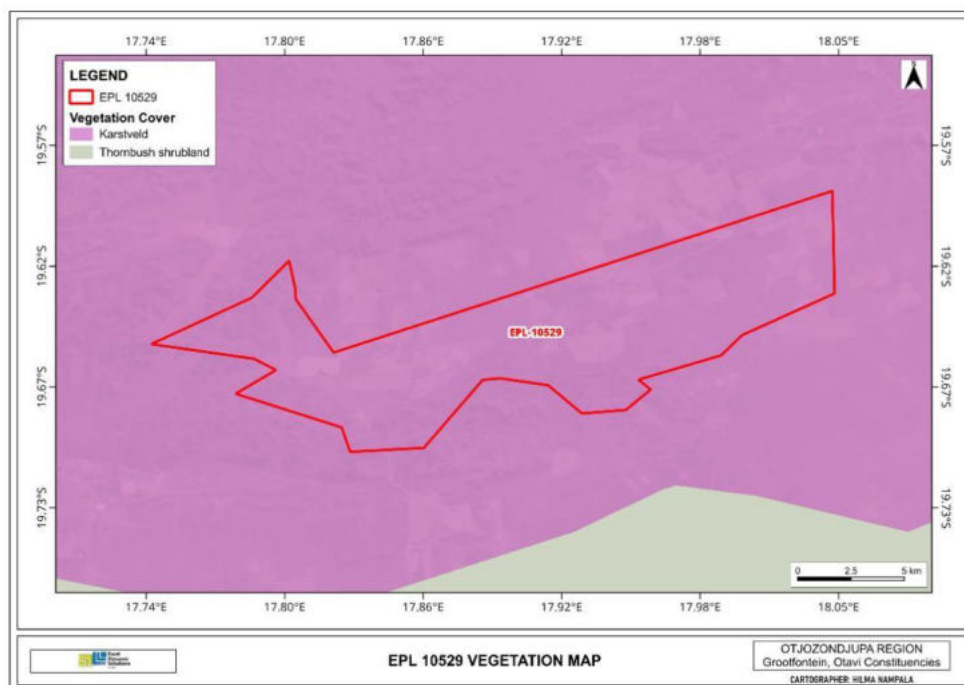 17.74°E 17.80°E 17.86°E 17.92°E 17.98°E 18.05°E
LEGEND
EPL 10529
Vegetation Cover
Karstveld
Thornbush shrubland
N
19.57°S 19.57°S
19.62°S 19.62°S
EPL-10529
19.67°S 19.67°S
19.73°S 19.73°S
0 2.5 5 km
17.74°E 17.80°E 17.86°E 17.92°E 17.98°E 18.05°E
EPL 10529 VEGETATION MAP
OTJOZONDJUPA REGION
Grootfontein, Otavi Constituencies
CARTOGRAPHER: HILMA NAMPALA